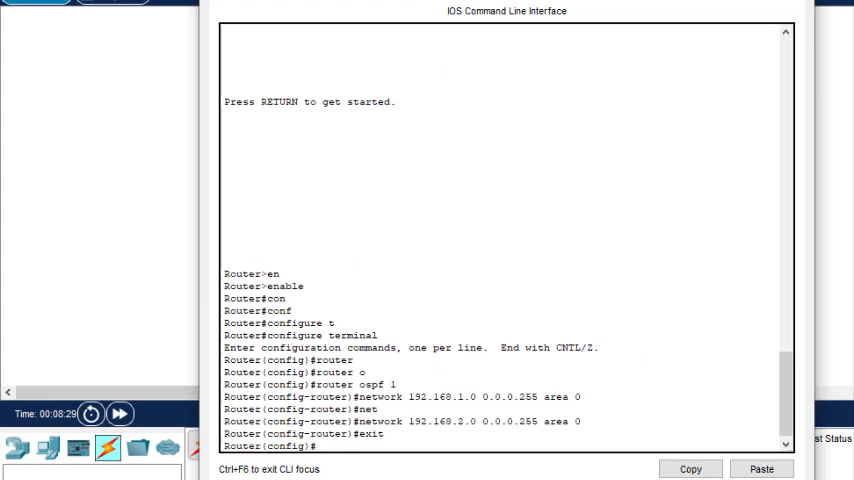 IOS Command Line Interface
Press RETURN to get started.
Router>en
Router>enable
Router#con
Router#conf
Router#configure t
Router#configure terminal
Enter configuration commands, one per line.  End with CNTL/Z.
Router(config)#router
Router(config)#router o
Router(config)#router ospf 1
Router(config-router)#network 192.168.1.0 0.0.0.255 area 0
Router(config-router)#net
Router(config-router)#network 192.168.2.0 0.0.0.255 area 0
Router(config-router)#exit
Router(config)#
Time: 00:08:29
st Status
Ctrl+F6 to exit CLI focus
Copy
Paste